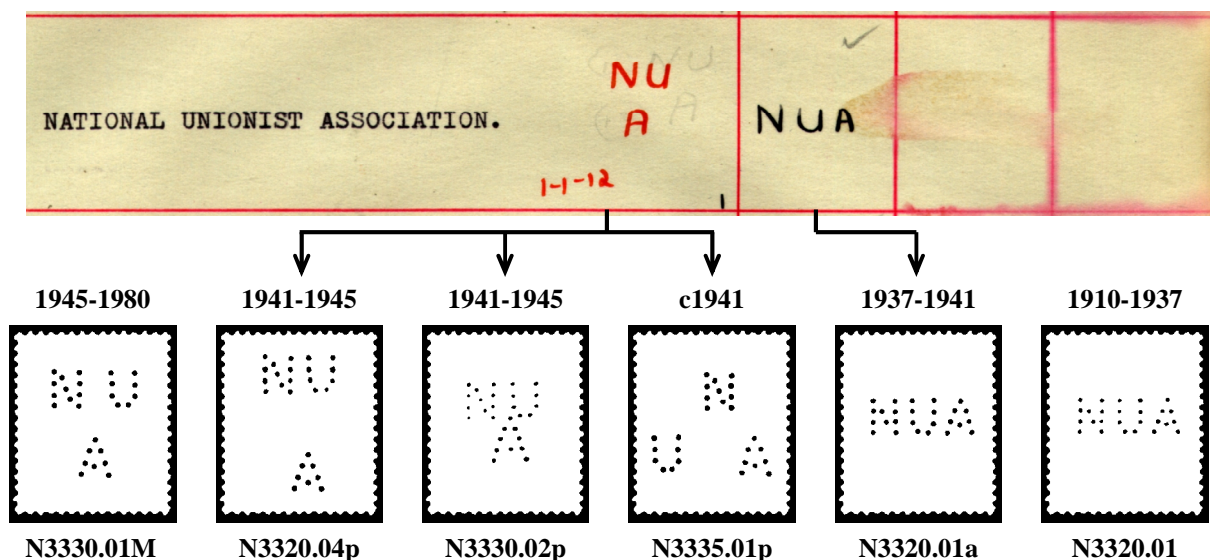 NU
NATIONAL UNIONIST ASSOCIATION. A NUA
1-1-12
1945-1980 1941-1945 1941-1945 c1941 1937-1941 1910-1937
NU NU NU N NUA NUA
A A A U A
N3330.01M N3320.04p N3330.02p N3335.01p N3320.01a N3320.01